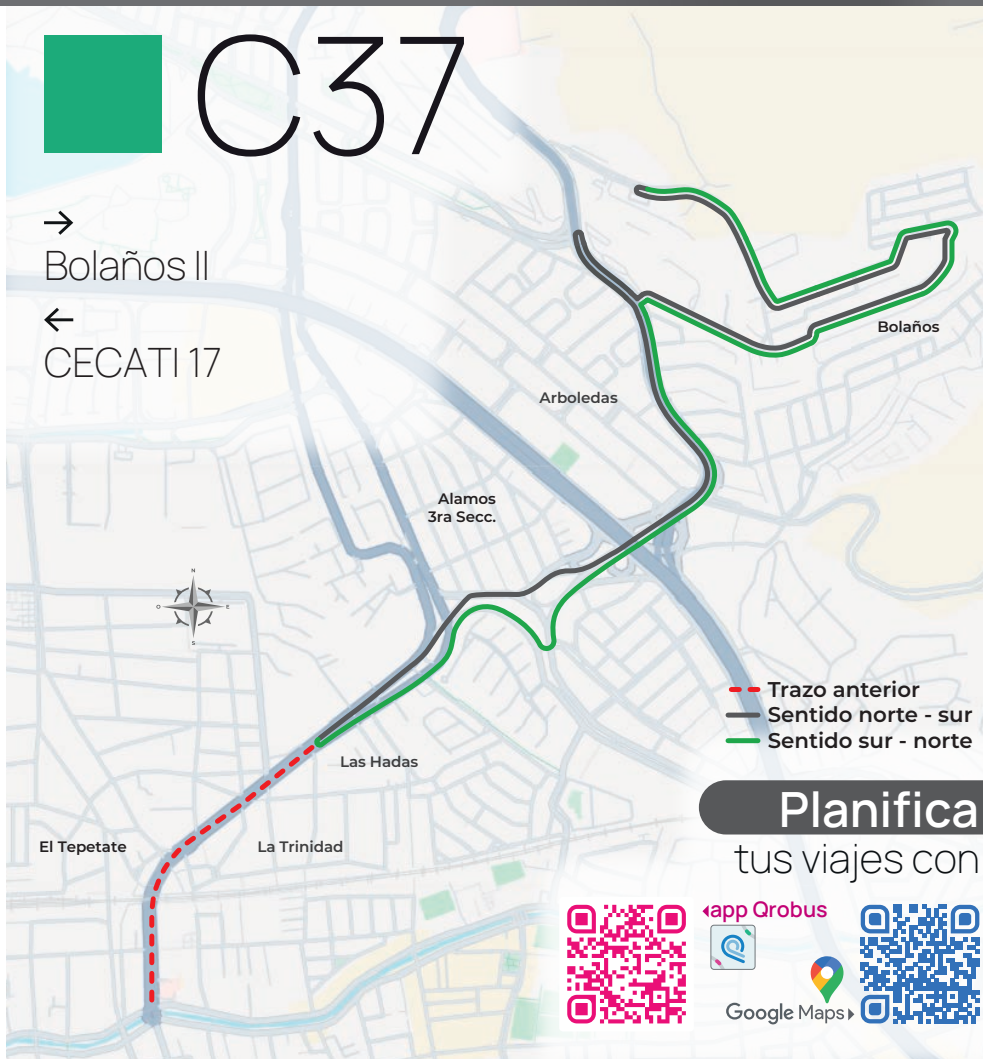 C37
→
Bolaños II
←
CECATI 17
Bolaños
Arboledas
Alamos
3ra Secc.
N
O
E
S
Trazo anterior
Sentido norte - sur
Sentido sur - norte
Las Hadas
El Tepetate
La Trinidad
Planifica
tus viajes con
app Qrobus
Google Maps